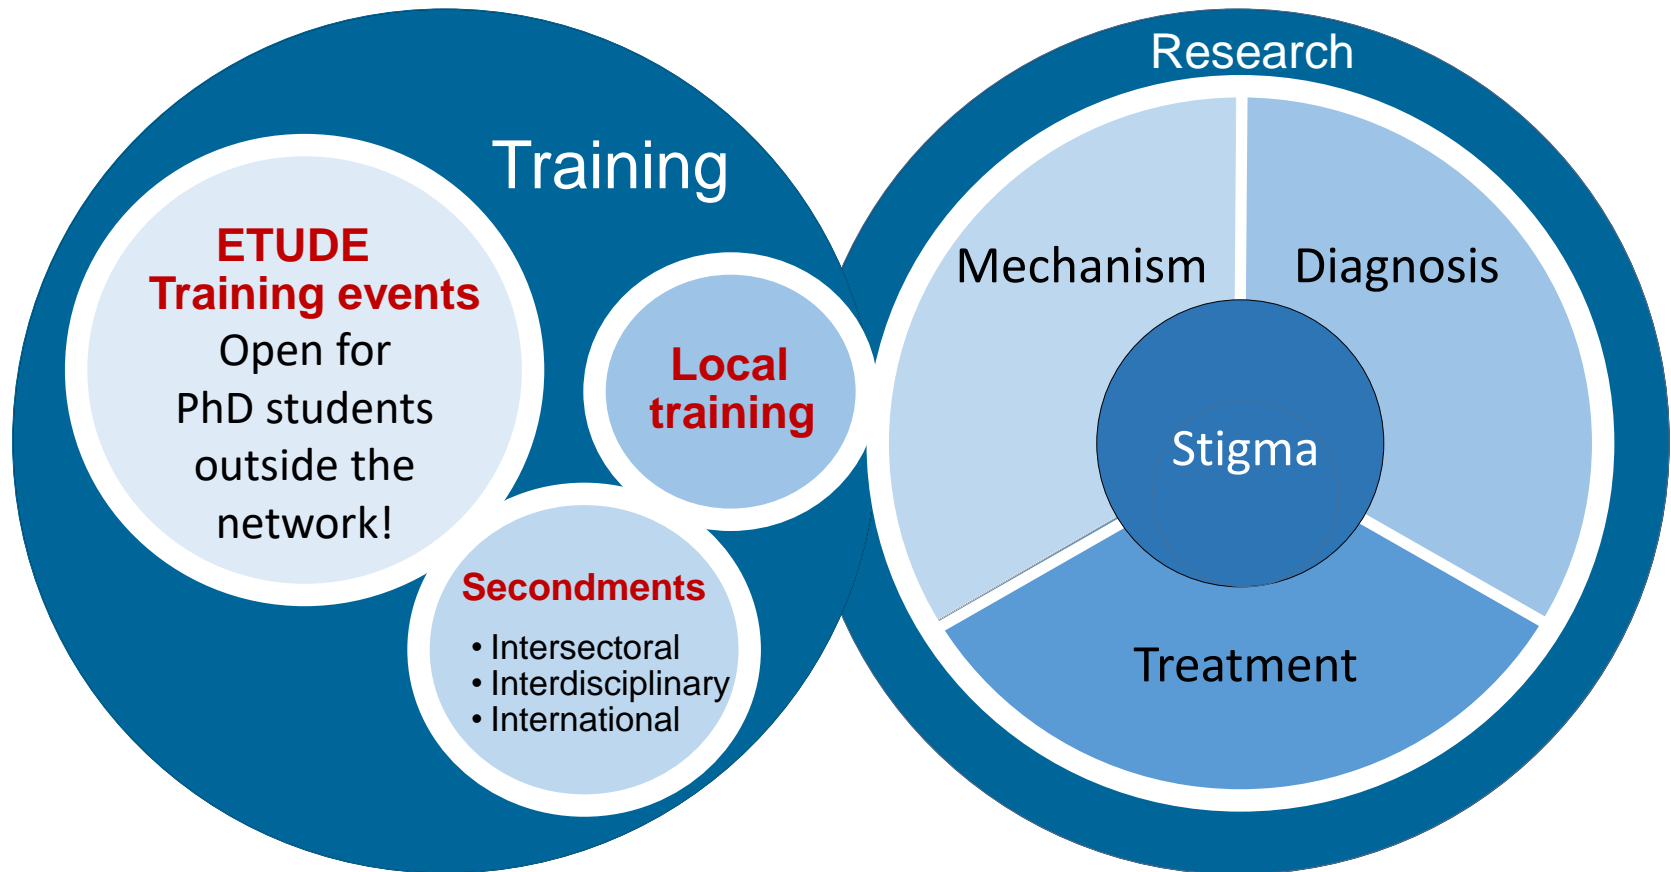 Training
ETUDE
Training events
Open for
PhD students
outside the
network!
Local
training
Secondments
• Intersectoral
• Interdisciplinary
• International
Research
Mechanism
Diagnosis
Stigma
Treatment